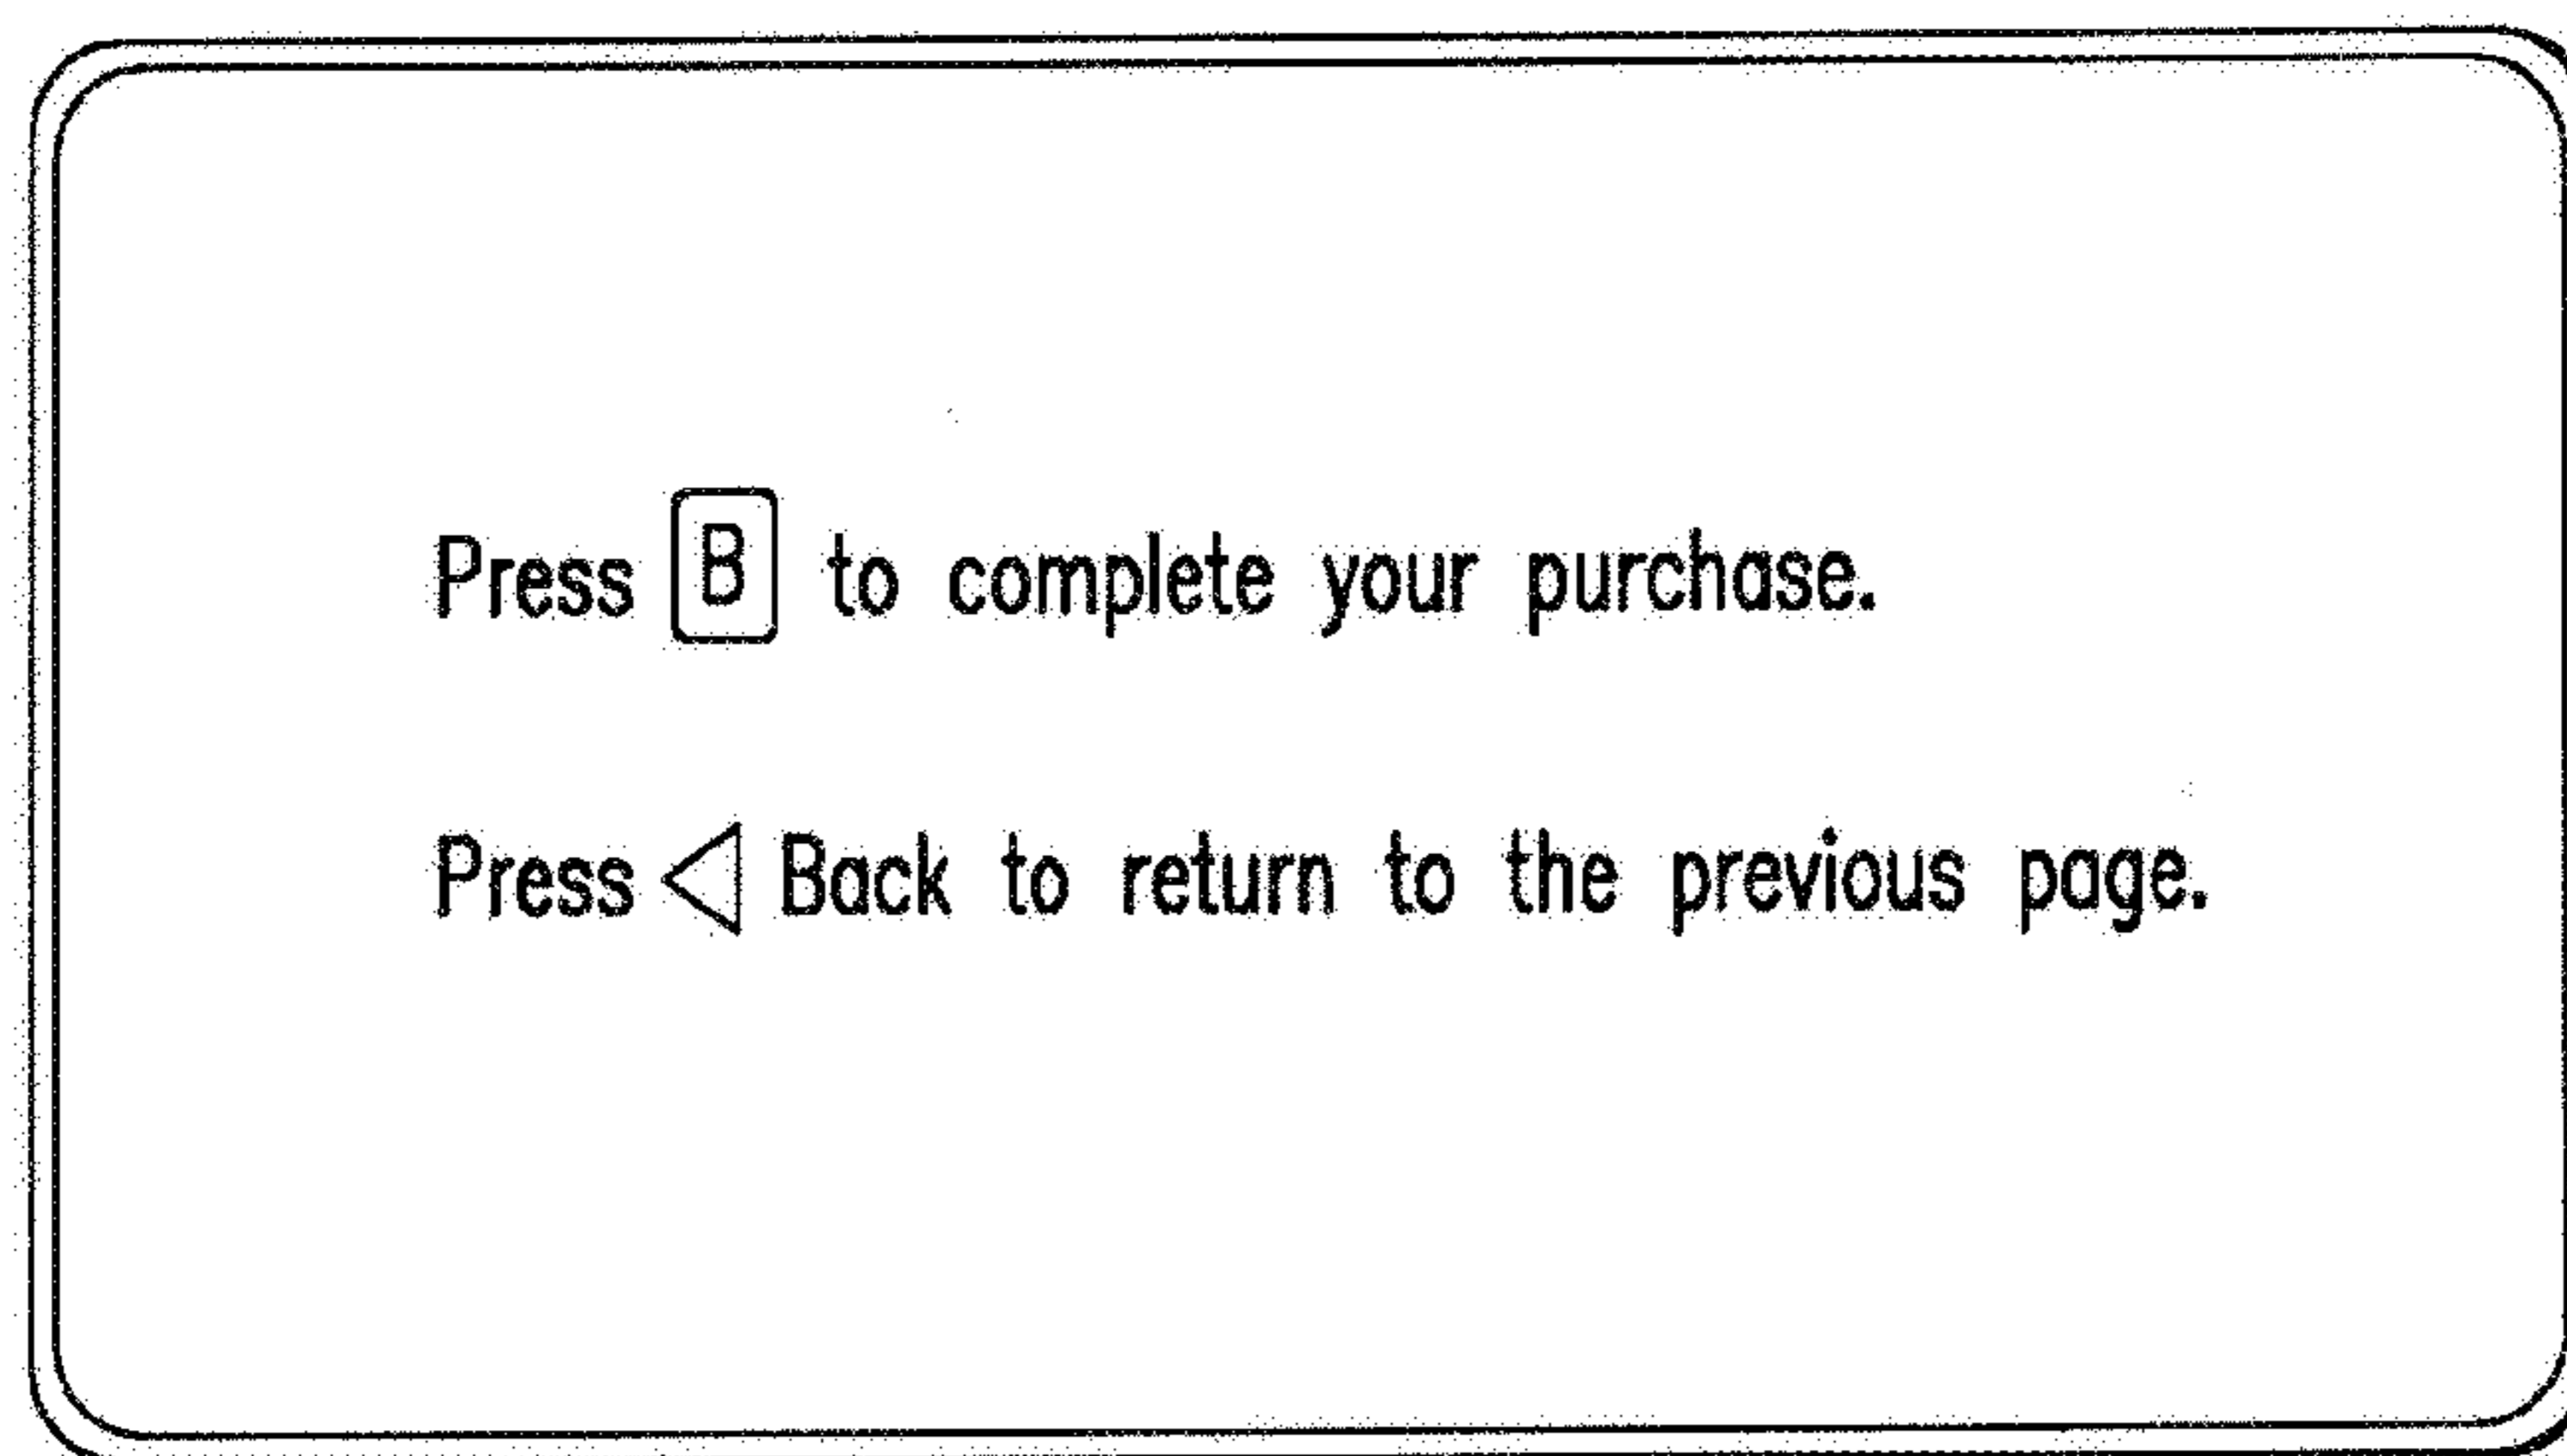 Press B to complete your purchase.
Press ◁ Back to return to the previous page.